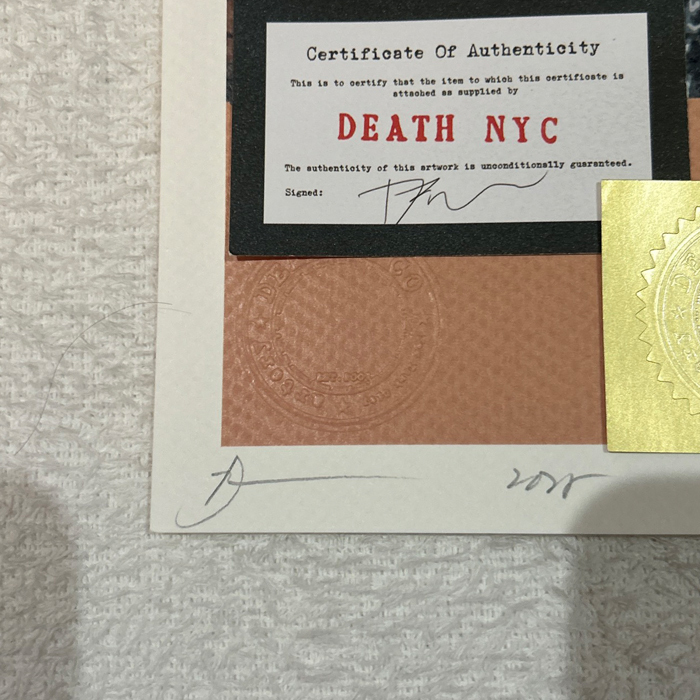 Certificate Of Authenticity
This is to certify that the item to which this certificate is
attached as supplied by
DEATH NYC
The authenticity of this artwork is unconditionally guaranteed.
Signed: